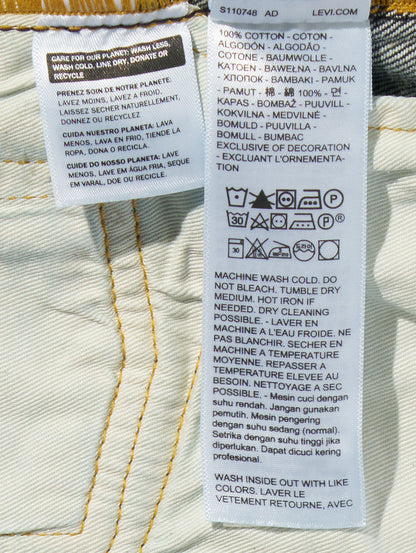 CARE FOR OUR PLANET: WASH LESS,
WASH COLD, LINE DRY, DONATE OR
RECYCLE
PRENEZ SOIN DE NOTRE PLANÈTE.
LAVEZ MOINS, LAVEZ A FROID,
LAISSEZ SECHER NATURELLEMENT,
DONNEZ OU RECYCLEZ
CUIDA NUESTRO PLANETA: LAVA
MENOS, LAVA EN FRIO, TIENDE LA
ROPA, DONA O RECICLA.
CUIDE DO NOSSO PLANETA. LAVE
MENOS, LAVE EM ÁGUA FRIA, SEQUE
EM VARAL, DOE OU RECICLE.
S110748 AD LEVI.COM
100% COTTON - COTON -
ALGODÓN - ALGODÃO -
COTONE - BAUMWOLLE -
KATOEN - BAWEŁNA - BAVLNA
- ХЛОПОК - BAMBAKI - PAMUK
- PAMUT - 棉 - 綿 100% - 면 -
KAPAS - BOMBAŽ - PUUVILL -
KOKVILNA - MEDVILNĖ -
BOMULD - PUUVILLA -
BOMULL - BUMBAC
EXCLUSIVE OF DECORATION
- EXCLUANT L'ORNEMENTA-
TION
P
30 P
30
MACHINE WASH COLD. DO
NOT BLEACH. TUMBLE DRY
MEDIUM. HOT IRON IF
NEEDED. DRY CLEANING
POSSIBLE. - LAVER EN
MACHINE A L'EAU FROIDE. NE
PAS BLANCHIR. SECHER EN
MACHINE A TEMPERATURE
MOYENNE. REPASSER A
TEMPERATURE ELEVEE AU
BESOIN. NETTOYAGE A SEC
POSSIBLE. - Mesin cuci dengan
suhu rendah. Jangan gunakan
pemutih. Mesin pengering
dengan suhu sedang (normal).
Setrika dengan suhu tinggi jika
diperlukan. Dapat dicuci kering
profesional.
WASH INSIDE OUT WITH LIKE
COLORS. LAVER LE
VETEMENT RETOURNE, AVEC